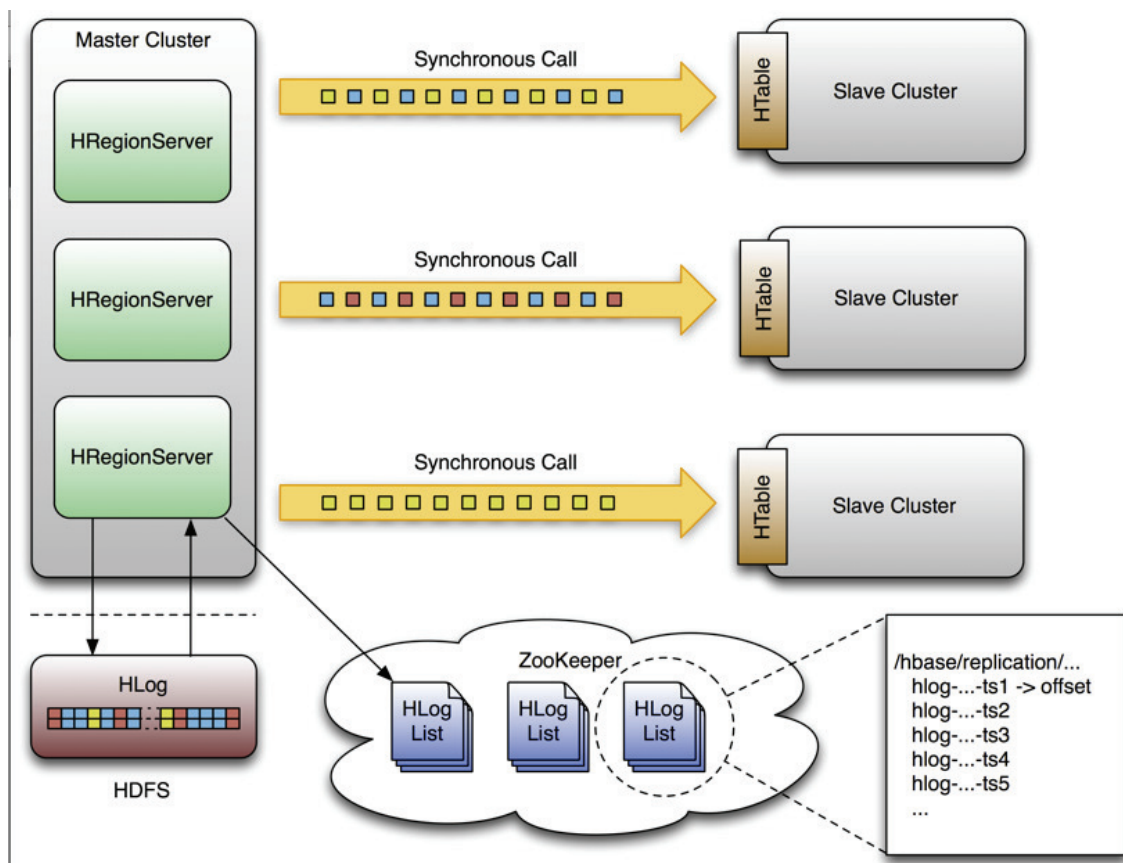 Master Cluster
HRegionServer
HRegionServer
HRegionServer
Synchronous Call
HTable
Slave Cluster
Synchronous Call
HTable
Slave Cluster
Synchronous Call
HTable
Slave Cluster
HLog
HDFS
ZooKeeper
HLog
List
HLog
List
HLog
List
/hbase/replication/...
hlog-...-ts1 -> offset
hlog-...-ts2
hlog-...-ts3
hlog-...-ts4
hlog-...-ts5
...